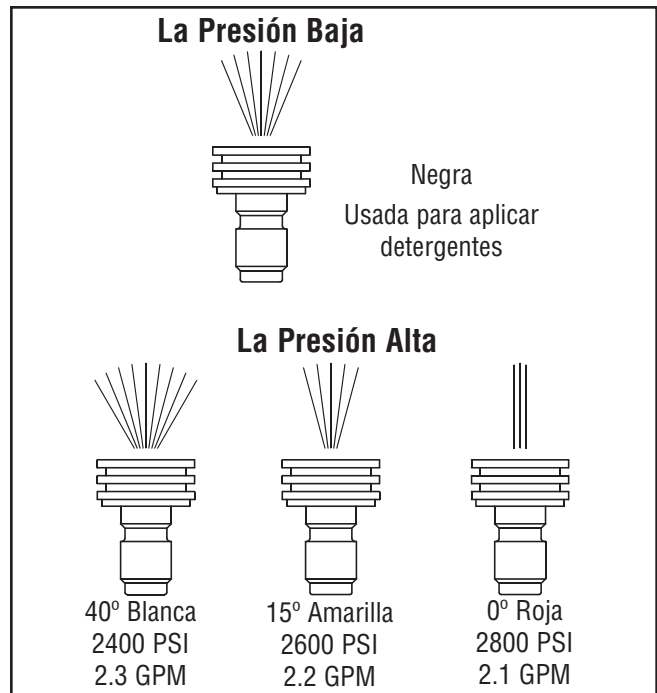 La Presión Baja
Negra
Usada para aplicar
detergentes
La Presión Alta
40º Blanca
2400 PSI
2.3 GPM
15º Amarilla
2600 PSI
2.2 GPM
0º Roja
2800 PSI
2.1 GPM